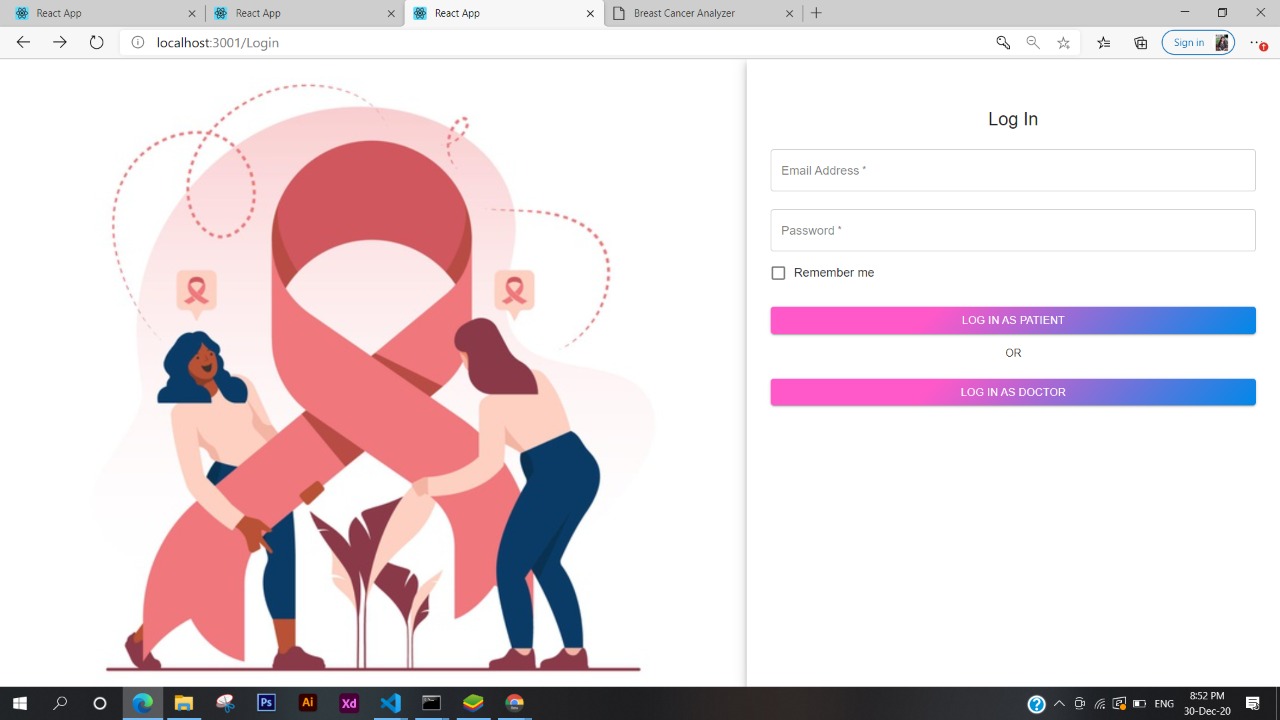 React App
React App
React App
Breast Cancer Analyzer
localhost:3001/Login
Sign in
Log In
Email Address *
Password *
Remember me
LOG IN AS PATIENT
OR
LOG IN AS DOCTOR
Ps
Ai
Xd
ENG
8:52 PM
30-Dec-20